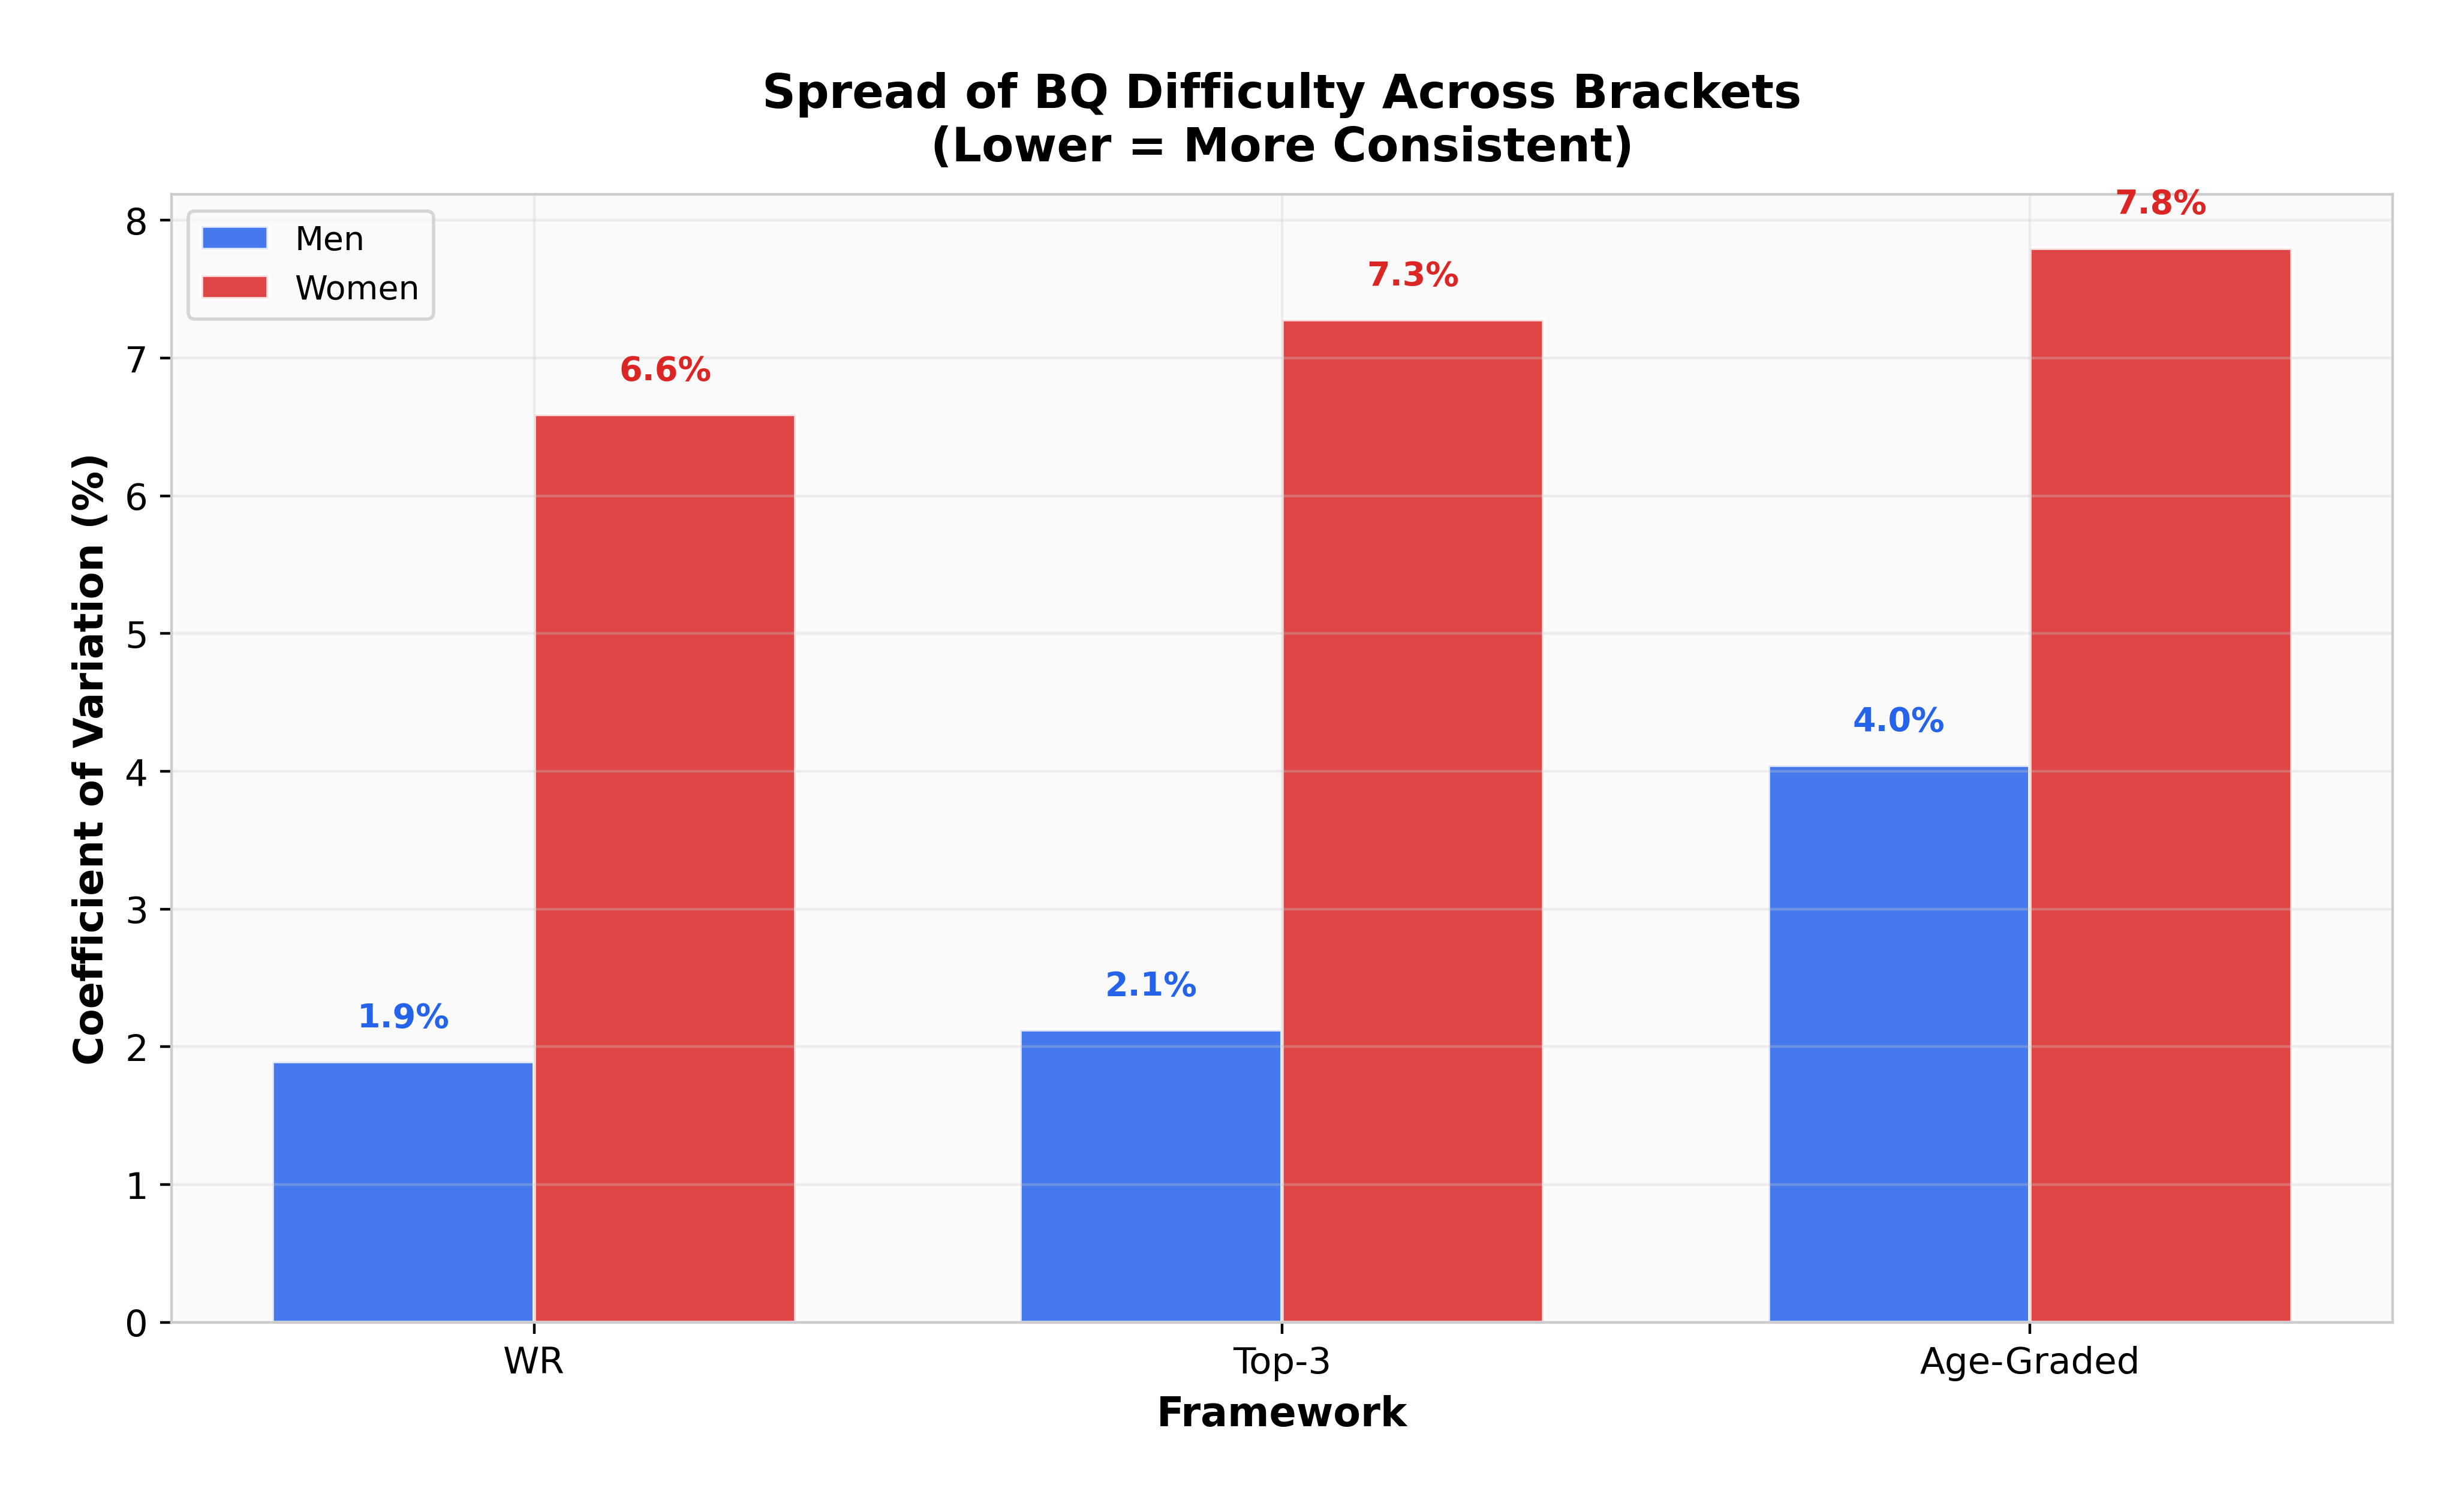 Spread of BQ Difficulty Across Brackets
(Lower = More Consistent)
Men
Women
Coefficient of Variation (%)
8
7
6
5
4
3
2
1
0
1.9%
6.6%
2.1%
7.3%
4.0%
7.8%
WR
Top-3
Age-Graded
Framework